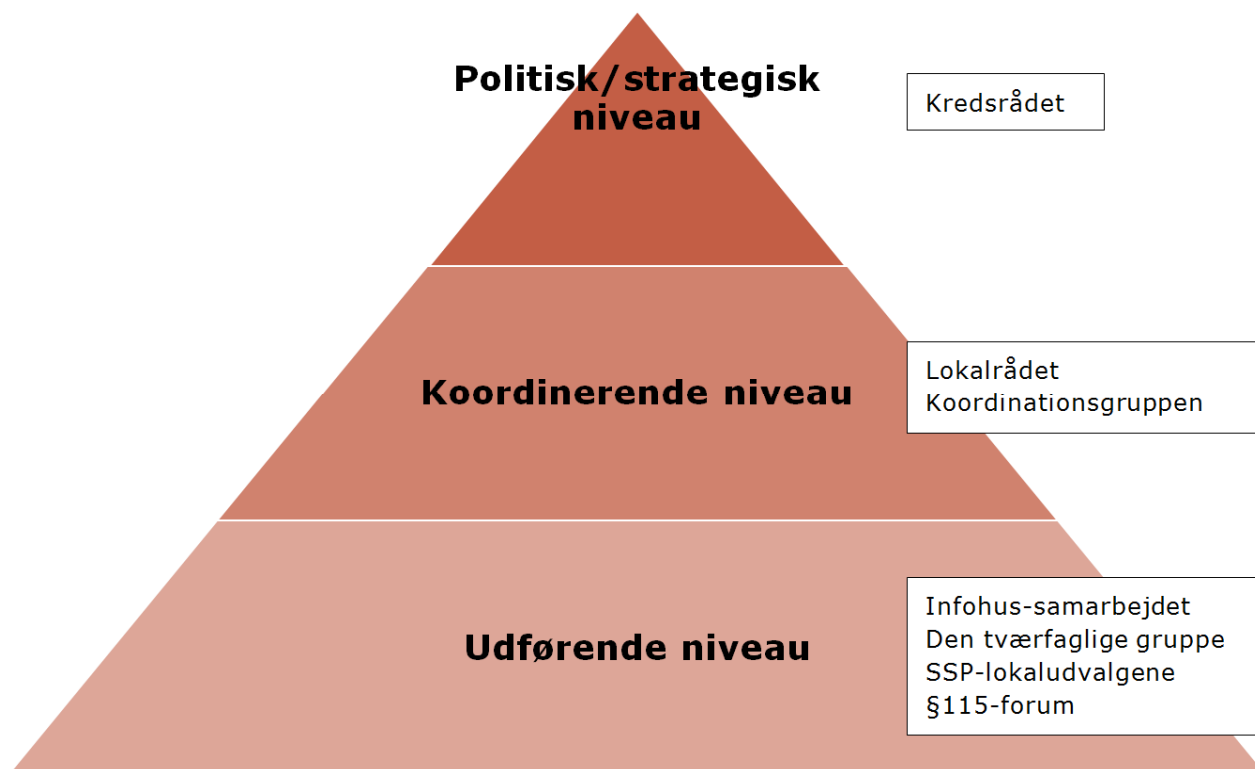 Politisk/strategisk
niveau
Kredsrådet
Koordinerende niveau
Lokalrådet
Koordinationsgruppen
Udførende niveau
Infohus-samarbejdet
Den tværfaglige gruppe
SSP-lokaludvalgene
§115-forum